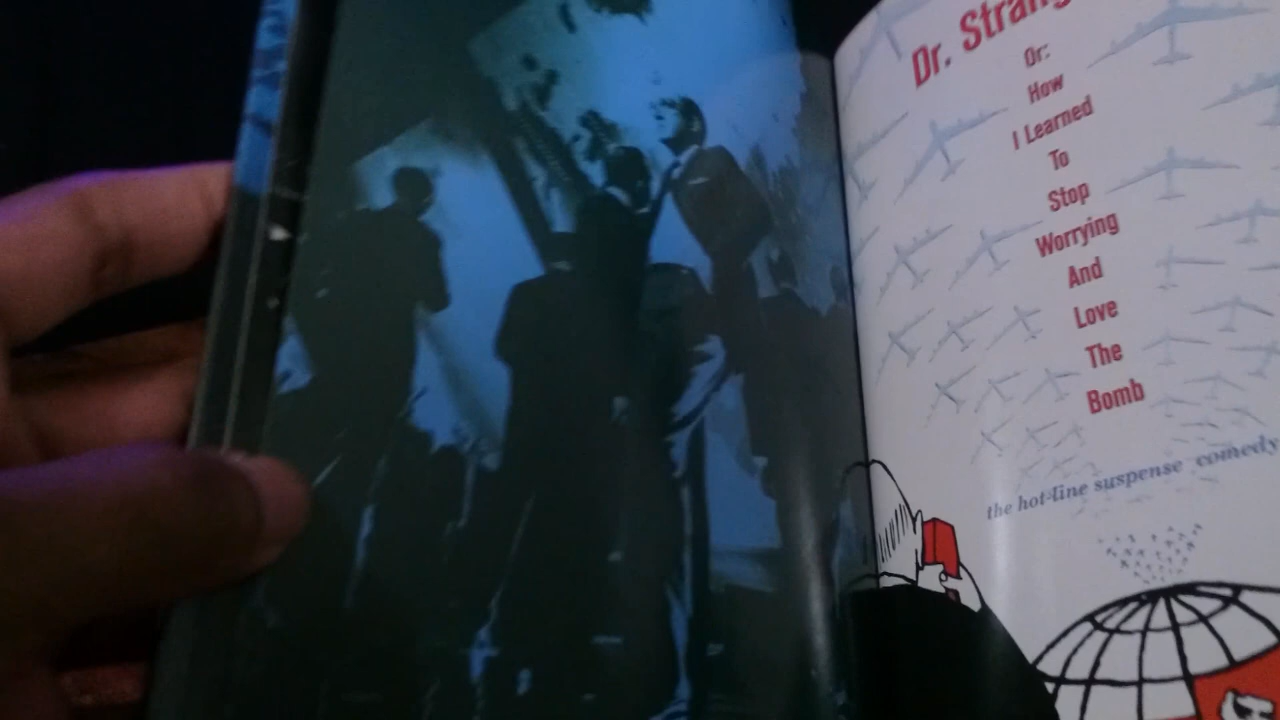 Dr. Strang
Or:
How
I Learned
To
Stop
Worrying
And
Love
The
Bomb
the hot-line suspense comedy